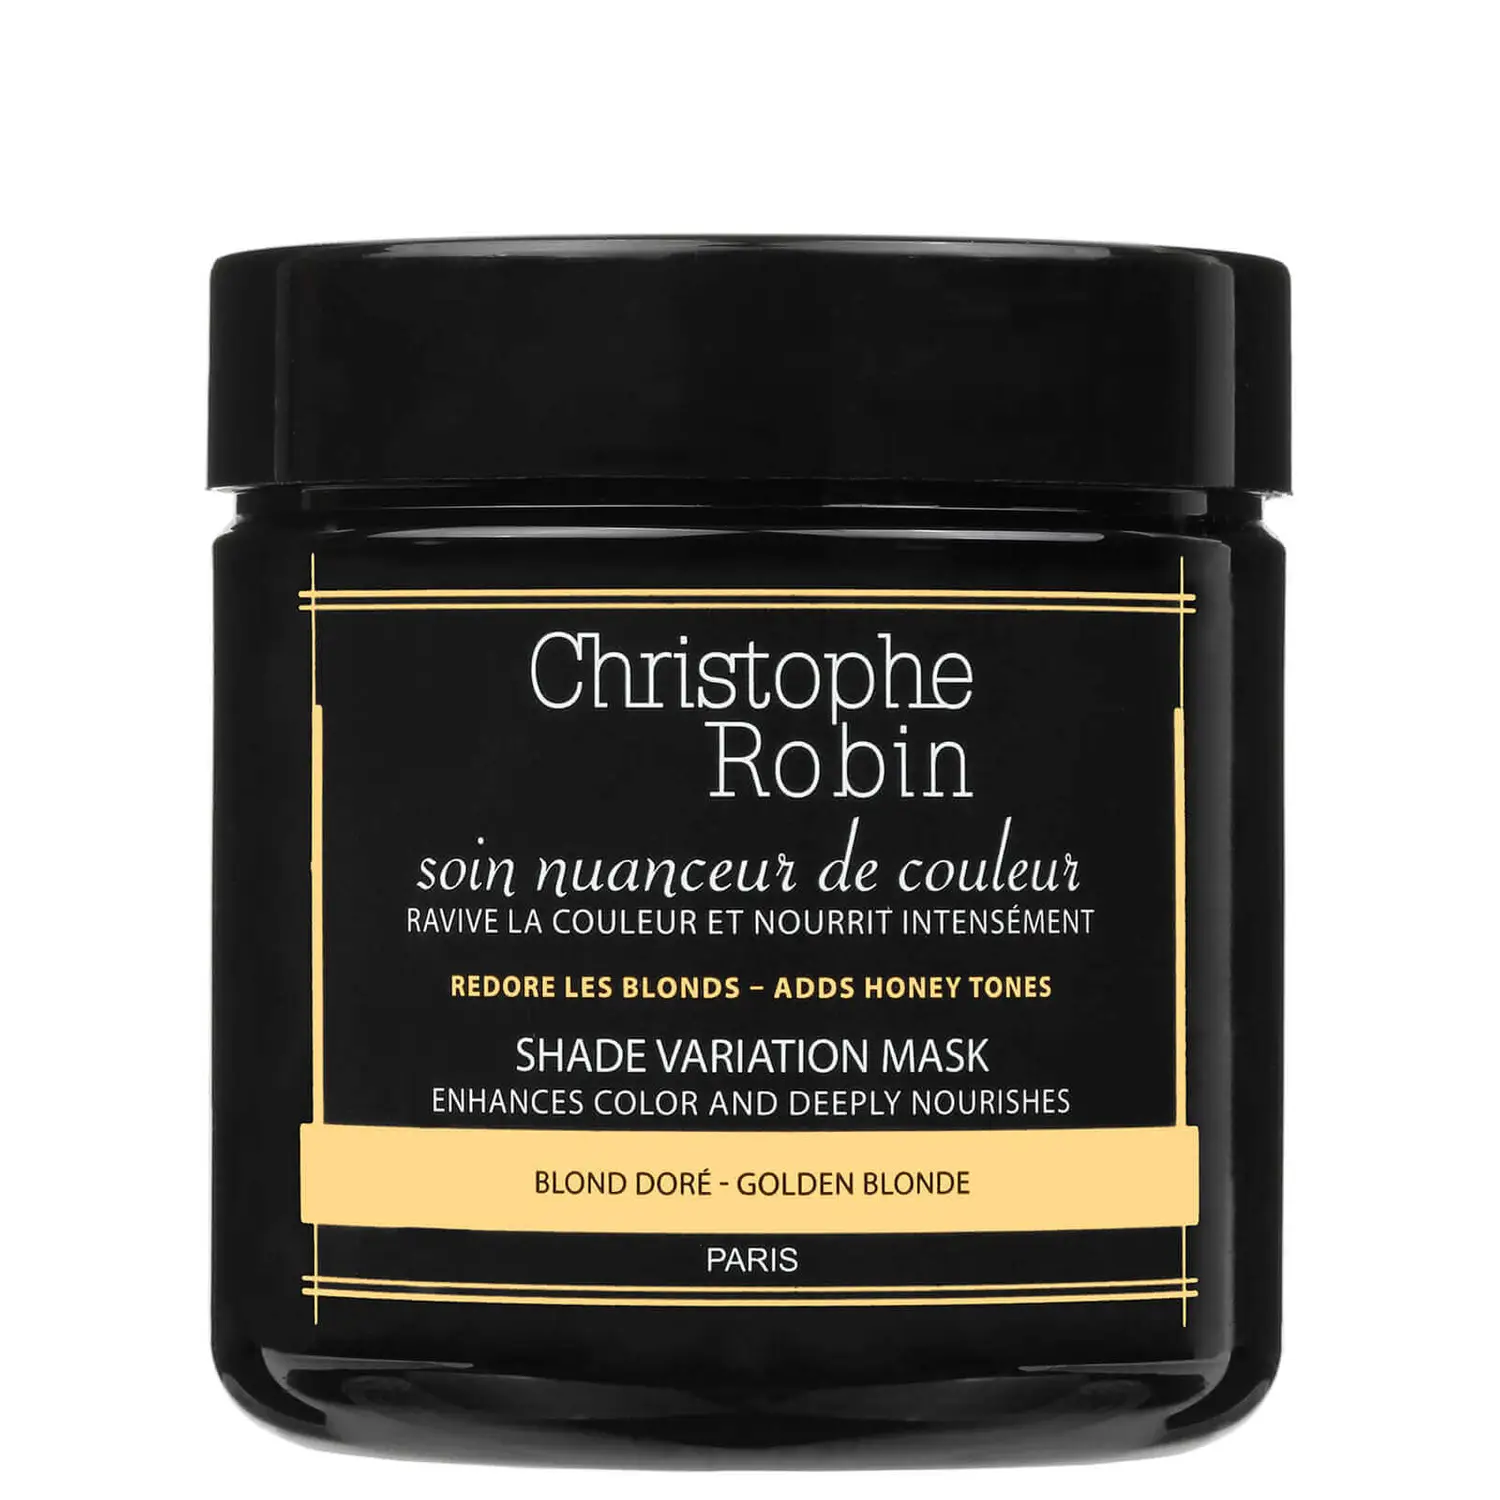 Christophe
Robin
soin nuanceur de couleur
RAVIVE LA COULEUR ET NOURRIT INTENSÉMENT
REDORE LES BLONDS – ADDS HONEY TONES
SHADE VARIATION MASK
ENHANCES COLOR AND DEEPLY NOURISHES
BLOND DORÉ - GOLDEN BLONDE
PARIS